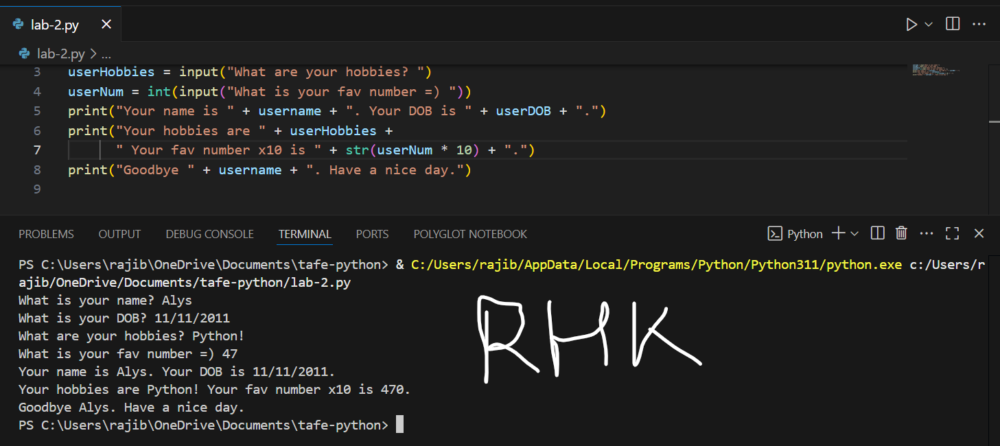 lab-2.py
lab-2.py > ...
3 userHobbies = input("What are your hobbies? ")
4 userNum = int(input("What is your fav number =) "))
5 print("Your name is " + username + ". Your DOB is " + userDOB + ".")
6 print("Your hobbies are " + userHobbies +
7 " Your fav number x10 is " + str(userNum * 10) + ".")
8 print("Goodbye " + username + ". Have a nice day.")
9
PROBLEMS OUTPUT DEBUG CONSOLE TERMINAL PORTS POLYGLOT NOTEBOOK Python
PS C:\Users\rajib\OneDrive\Documents\tafe-python> & C:/Users/rajib/AppData/Local/Programs/Python/Python311/python.exe c:/Users/r
ajib/OneDrive/Documents/tafe-python/lab-2.py
What is your name? Alys
What is your DOB? 11/11/2011
What are your hobbies? Python!
What is your fav number =) 47
Your name is Alys. Your DOB is 11/11/2011.
Your hobbies are Python! Your fav number x10 is 470.
Goodbye Alys. Have a nice day.
PS C:\Users\rajib\OneDrive\Documents\tafe-python>
RHK